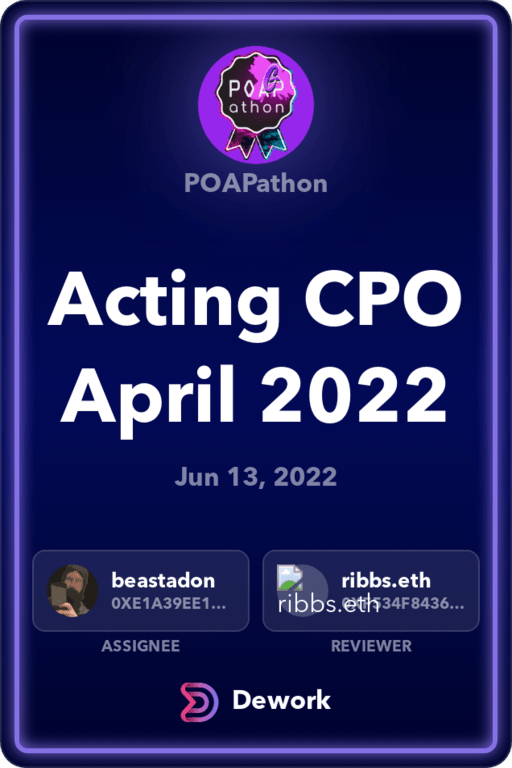 POAP
athon
POAPathon
Acting CPO
April 2022
Jun 13, 2022
beastadon
0XE1A39EE1...
ASSIGNEE
ribbs.eth
ribbs.eth
534F8436...
REVIEWER
Dework